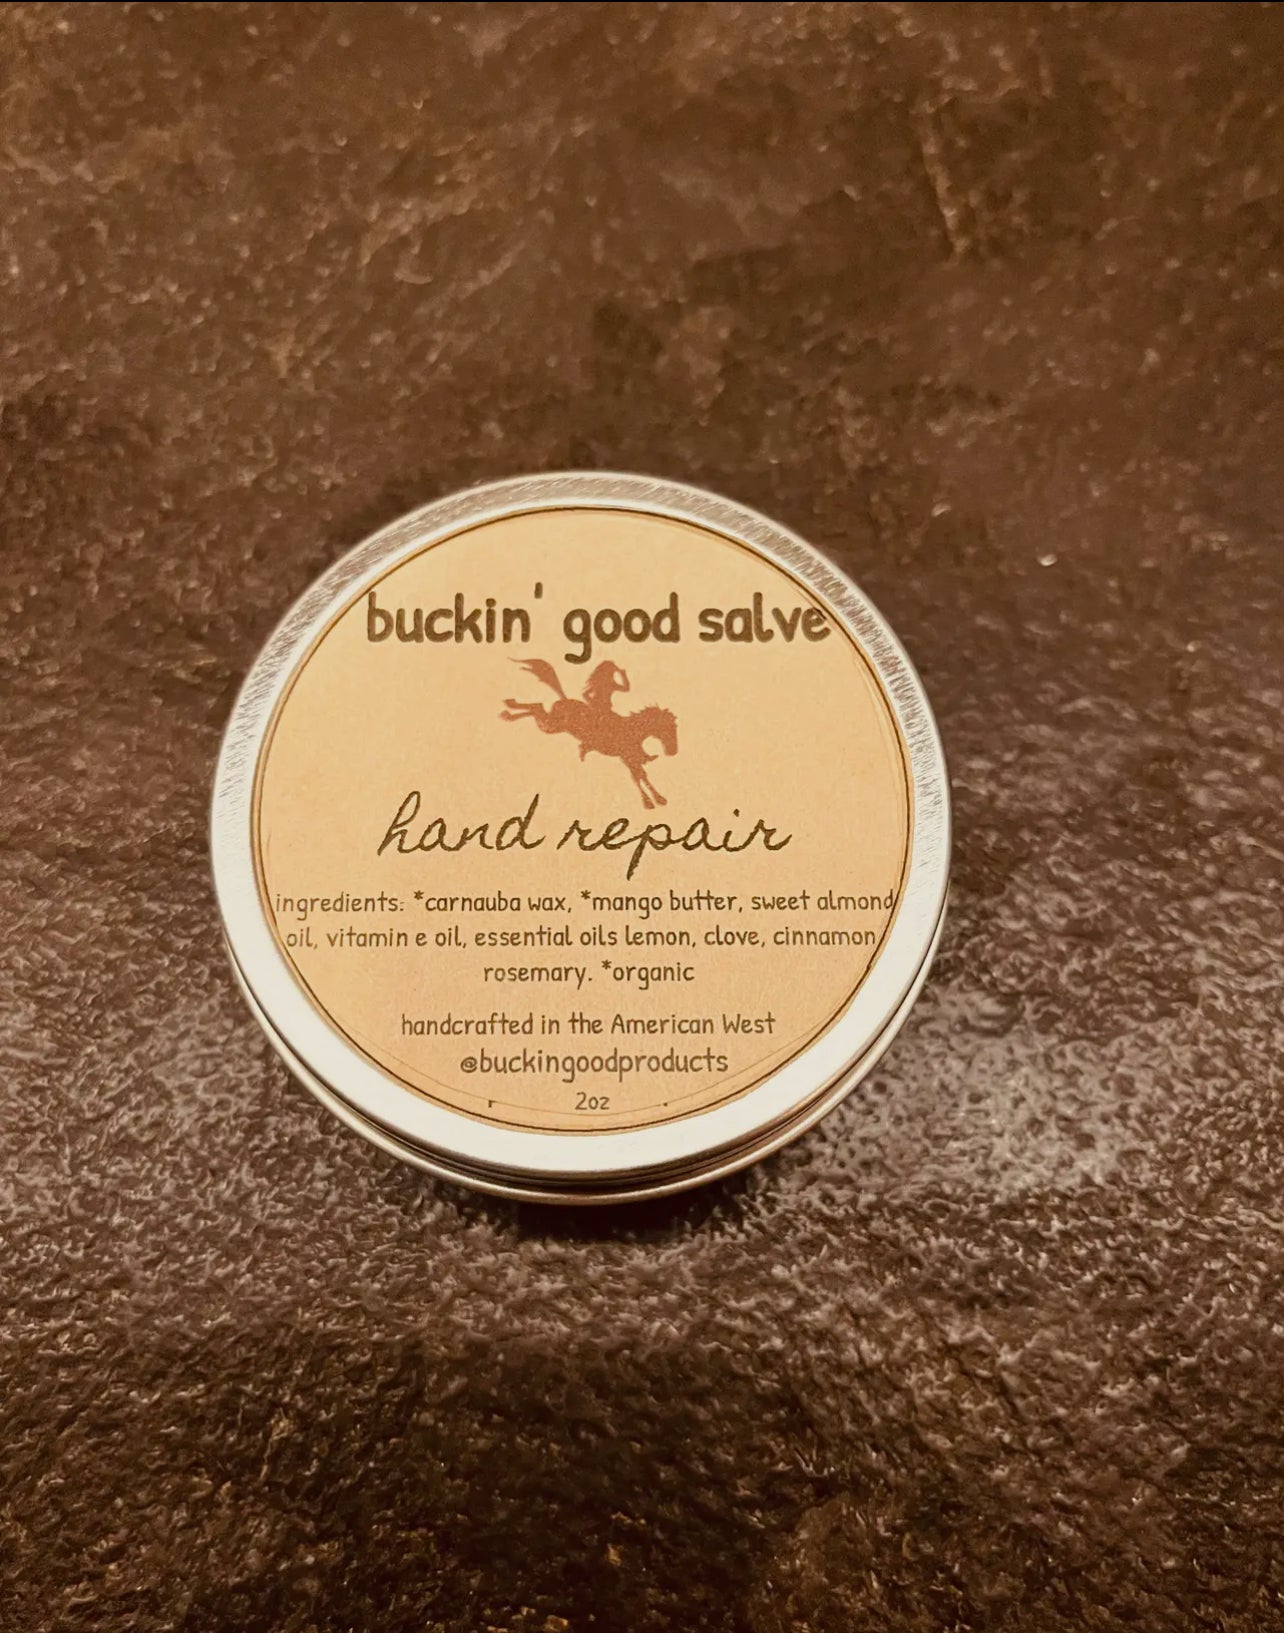 buckin' good salve
hand repair
ingredients: *carnauba wax, *mango butter, sweet almond
oil, vitamin e oil, essential oils lemon, clove, cinnamon
rosemary. *organic
handcrafted in the American West
@buckingoodproducts
2oz